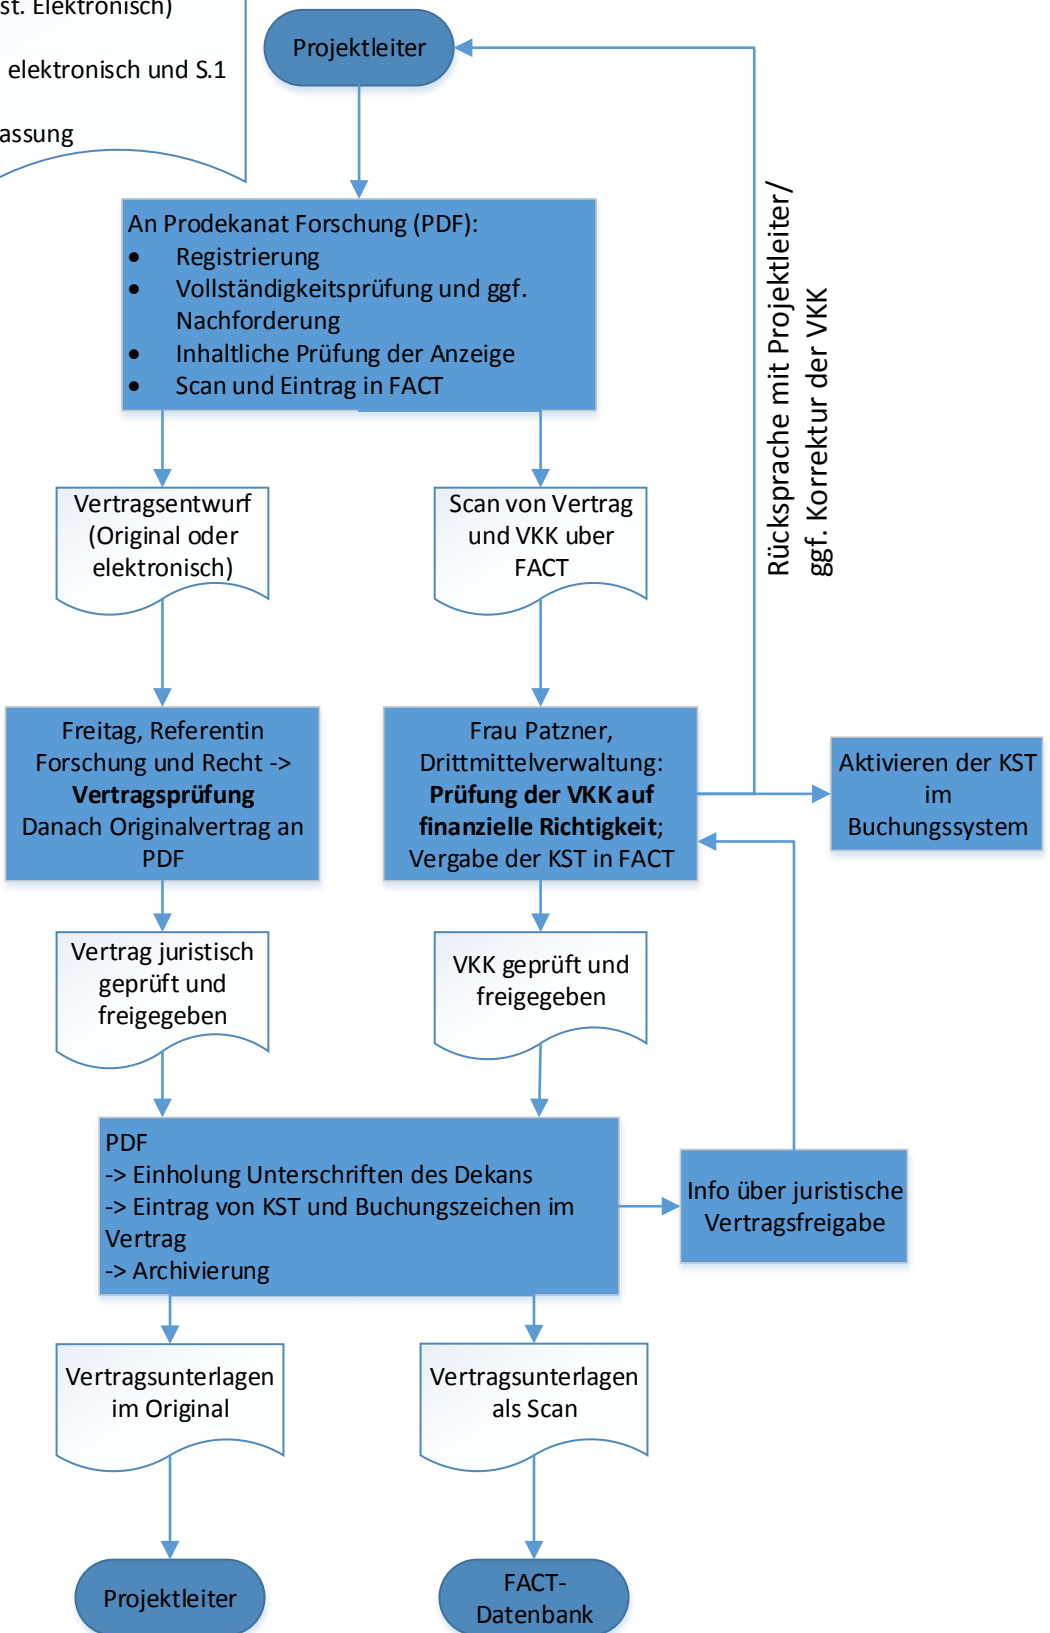 st. Elektronisch)
elektronisch und S.1
assung
Projektleiter
An Prodekanat Forschung (PDF):
• Registrierung
• Vollständigkeitsprüfung und ggf.
Nachforderung
• Inhaltliche Prüfung der Anzeige
• Scan und Eintrag in FACT
Rücksprache mit Projektleiter/
ggf. Korrektur der VKK
Vertragsentwurf
(Original oder
elektronisch)
Scan von Vertrag
und VKK uber
FACT
Freitag, Referentin
Forschung und Recht ->
Vertragsprüfung
Danach Originalvertrag an
PDF
Frau Patzner,
Drittmittelverwaltung:
Prüfung der VKK auf
finanzielle Richtigkeit;
Vergabe der KST in FACT
Aktivieren der KST
im
Buchungssystem
Vertrag juristisch
geprüft und
freigegeben
VKK geprüft und
freigegeben
PDF
-> Einholung Unterschriften des Dekans
-> Eintrag von KST und Buchungszeichen im
Vertrag
-> Archivierung
Info über juristische
Vertragsfreigabe
Vertragsunterlagen
im Original
Vertragsunterlagen
als Scan
Projektleiter
FACT-
Datenbank